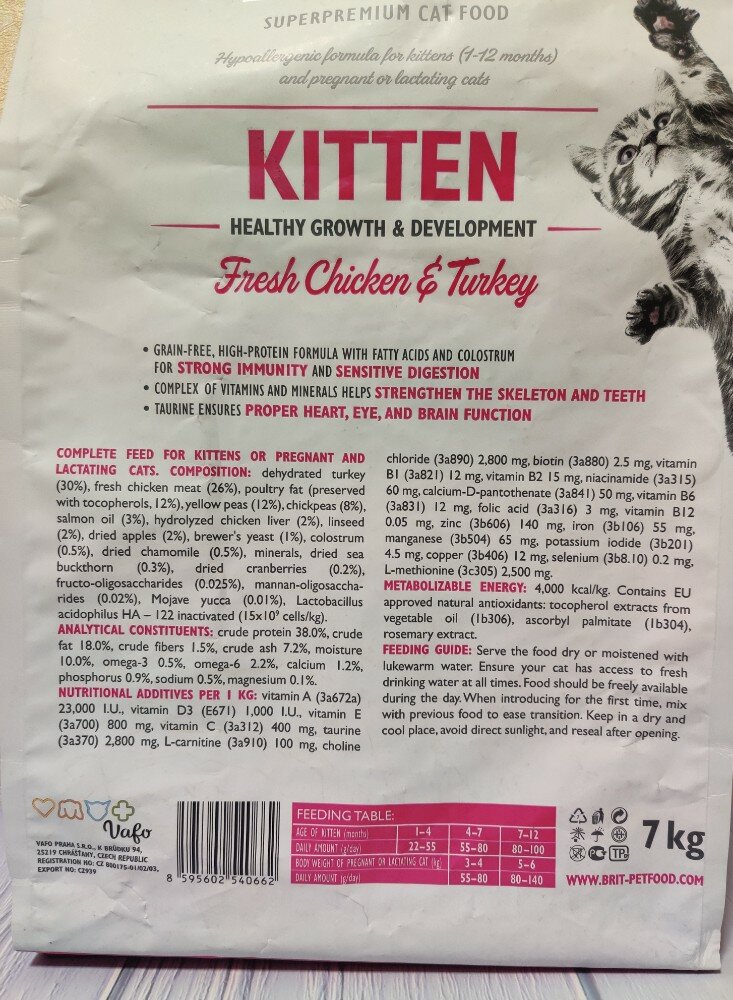 SUPERPREMIUM CAT FOOD
Hypoallergenic formula for kittens (1-12 months)
and pregnant or lactating cats
KITTEN
HEALTHY GROWTH & DEVELOPMENT
Fresh Chicken & Turkey
• GRAIN-FREE, HIGH-PROTEIN FORMULA WITH FATTY ACIDS AND COLOSTRUM
FOR STRONG IMMUNITY AND SENSITIVE DIGESTION
• COMPLEX OF VITAMINS AND MINERALS HELPS STRENGTHEN THE SKELETON AND TEETH
• TAURINE ENSURES PROPER HEART, EYE, AND BRAIN FUNCTION
COMPLETE FEED FOR KITTENS OR PREGNANT AND
LACTATING CATS. COMPOSITION: dehydrated turkey
(30%), fresh chicken meat (26%), poultry fat (preserved
with tocopherols, 12%), yellow peas (12%), chickpeas (8%),
salmon oil (3%), hydrolyzed chicken liver (2%), linseed
(2%), dried apples (2%), brewer's yeast (1%), colostrum
(0.5%), dried chamomile (0.5%), minerals, dried sea
buckthorn (0.3%), dried cranberries (0.2%),
fructo-oligosaccharides (0.025%), mannan-oligosaccha-
rides (0.02%), Mojave yucca (0.01%), Lactobacillus
acidophilus HA – 122 inactivated (15x10⁹ cells/kg).
ANALYTICAL CONSTITUENTS: crude protein 38.0%, crude
fat 18.0%, crude fibers 1.5%, crude ash 7.2%, moisture
10.0%, omega-3 0.5%, omega-6 2.2%, calcium 1.2%,
phosphorus 0.9%, sodium 0.5%, magnesium 0.1%.
NUTRITIONAL ADDITIVES PER 1 KG: vitamin A (3a672a)
23,000 I.U., vitamin D3 (E671) 1,000 I.U., vitamin E
(3a700) 800 mg, vitamin C (3a312) 400 mg, taurine
(3a370) 2,800 mg, L-carnitine (3a910) 100 mg, choline
chloride (3a890) 2,800 mg, biotin (3a880) 2.5 mg, vitamin
B1 (3a821) 12 mg, vitamin B2 15 mg, niacinamide (3a315)
60 mg, calcium-D-pantothenate (3a841) 50 mg, vitamin B6
(3a831) 12 mg, folic acid (3a316) 3 mg, vitamin B12
0.05 mg, zinc (3b606) 140 mg, iron (3b106) 55 mg,
manganese (3b504) 65 mg, potassium iodide (3b201)
4.5 mg, copper (3b406) 12 mg, selenium (3b8.10) 0.2 mg,
L-methionine (3c305) 2,500 mg.
METABOLIZABLE ENERGY: 4,000 kcal/kg. Contains EU
approved natural antioxidants: tocopherol extracts from
vegetable oil (1b306), ascorbyl palmitate (1b304),
rosemary extract.
FEEDING GUIDE: Serve the food dry or moistened with
lukewarm water. Ensure your cat has access to fresh
drinking water at all times. Food should be freely available
during the day. When introducing for the first time, mix
with previous food to ease transition. Keep in a dry and
cool place, avoid direct sunlight, and reseal after opening.
Vafo
VAFO PRAHA S.R.O., K BRŮDKU 94,
25219 CHRÁŠŤANY, CZECH REPUBLIC
REGISTRATION NO: CZ 800175-01/02/03,
EXPORT NO: CZ939
8 595602 540662
FEEDING TABLE:
AGE OF KITTEN (months) 1–4 4–7 7–12
DAILY AMOUNT (g/day) 22–55 55–80 80–100
BODY WEIGHT OF PREGNANT OR LACTATING CAT (kg) 3–4 5–6
DAILY AMOUNT (g/day) 55–80 80–140
7 kg
WWW.BRIT-PETFOOD.COM